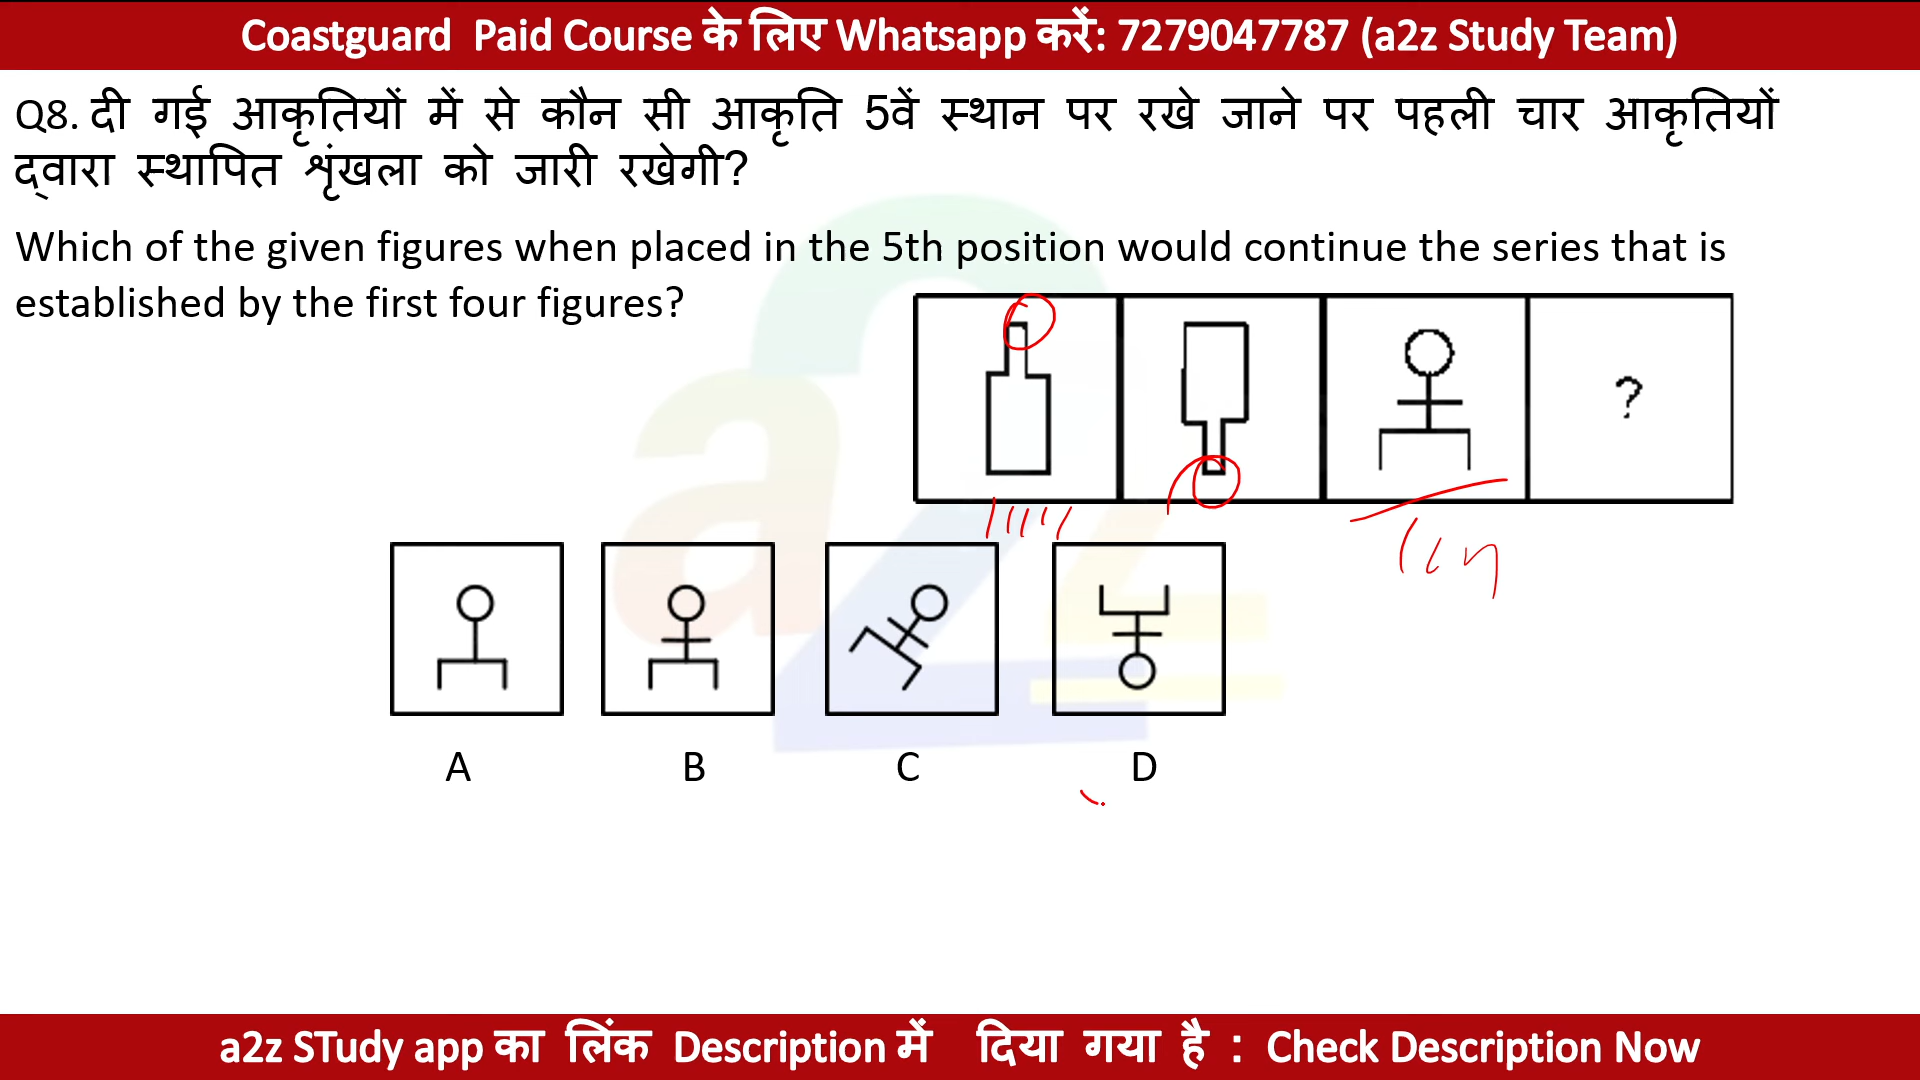 Coastguard Paid Course के लिए Whatsapp करें: 7279047787 (a2z Study Team)
Q8. दी गई आकृतियों में से कौन सी आकृति 5वें स्थान पर रखे जाने पर पहली चार आकृतियों
द्वारा स्थापित शृंखला को जारी रखेगी?
Which of the given figures when placed in the 5th position would continue the series that is
established by the first four figures?
?
A B C D
a2z STudy app का लिंक Description में दिया गया है : Check Description Now